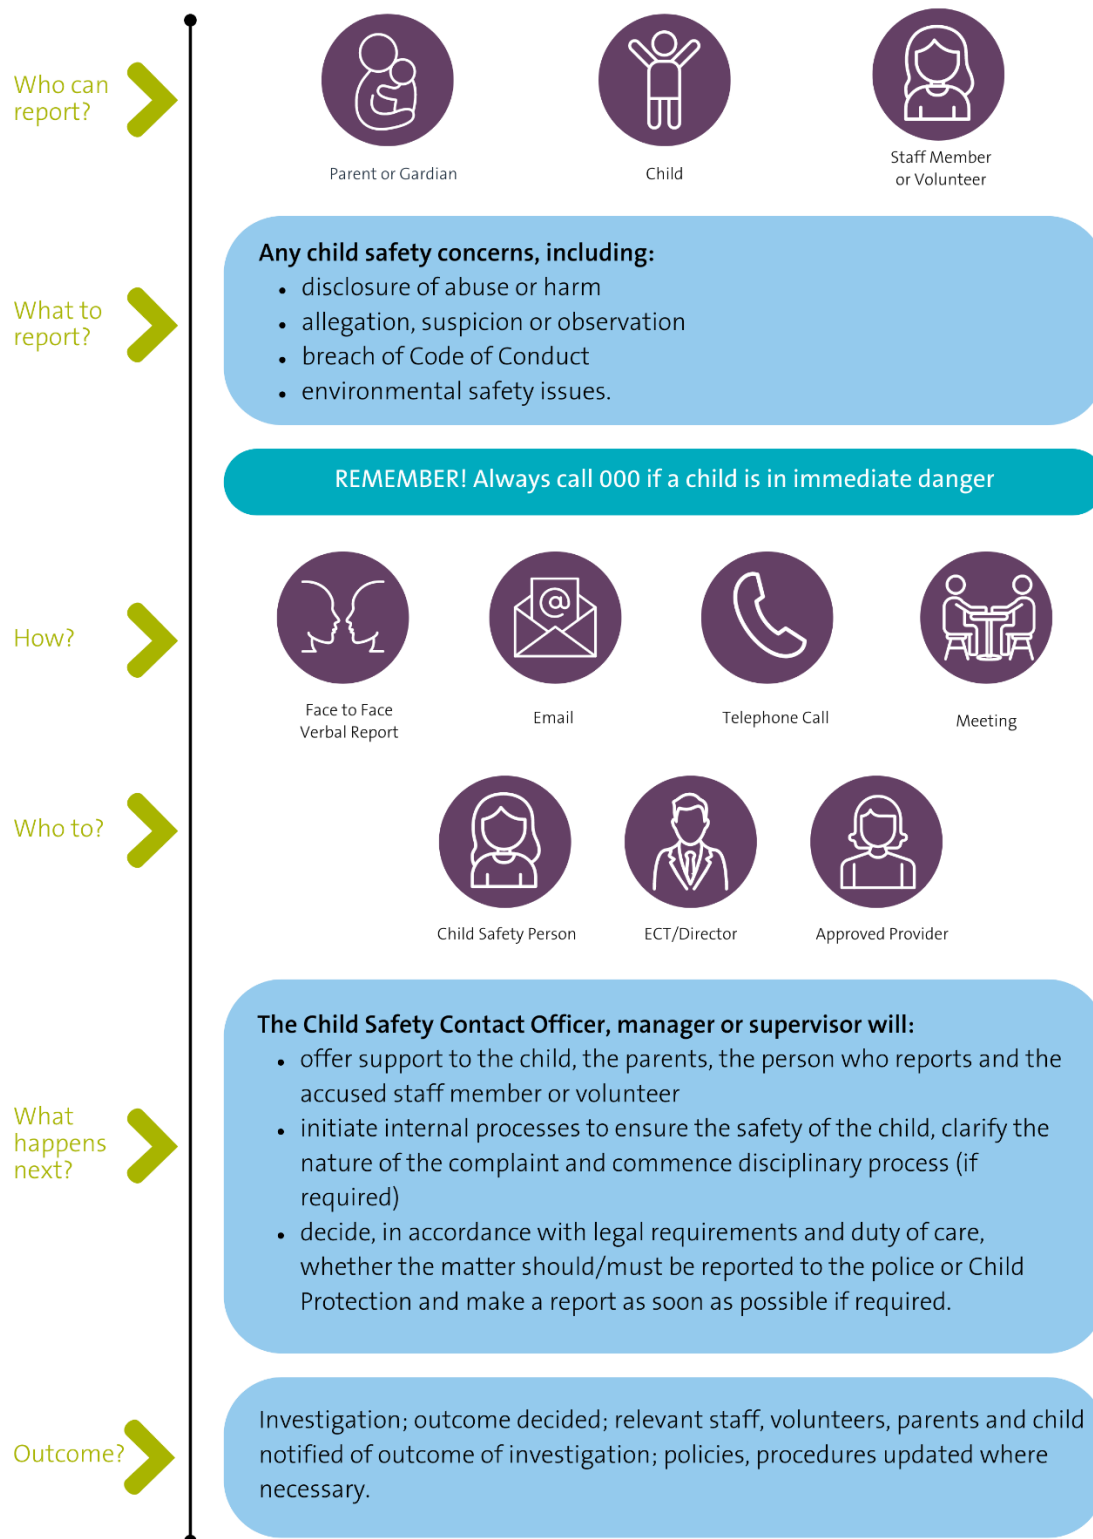 Who can
report?
Parent or Gardian
Child
Staff Member
or Volunteer
What to
report?
Any child safety concerns, including:
• disclosure of abuse or harm
• allegation, suspicion or observation
• breach of Code of Conduct
• environmental safety issues.
REMEMBER! Always call 000 if a child is in immediate danger
How?
@
Face to Face
Verbal Report
Email
Telephone Call
Meeting
Who to?
Child Safety Person
ECT/Director
Approved Provider
What
happens
next?
The Child Safety Contact Officer, manager or supervisor will:
• offer support to the child, the parents, the person who reports and the
accused staff member or volunteer
• initiate internal processes to ensure the safety of the child, clarify the
nature of the complaint and commence disciplinary process (if
required)
• decide, in accordance with legal requirements and duty of care,
whether the matter should/must be reported to the police or Child
Protection and make a report as soon as possible if required.
Outcome?
Investigation; outcome decided; relevant staff, volunteers, parents and child
notified of outcome of investigation; policies, procedures updated where
necessary.